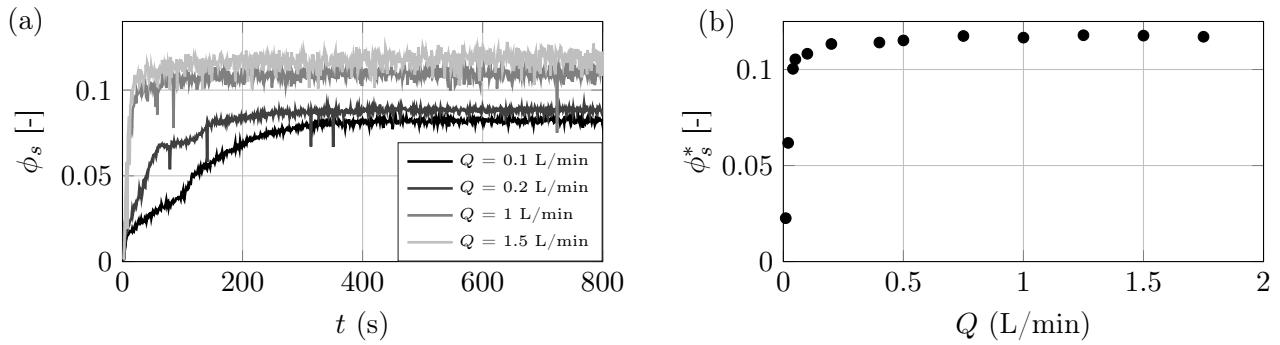 (a)
ϕs [-]
0.1
0.05
0
0 200 400 600 800
t (s)
Q = 0.1 L/min
Q = 0.2 L/min
Q = 1 L/min
Q = 1.5 L/min
(b)
ϕs* [-]
0.1
0.05
0
0 0.5 1 1.5 2
Q (L/min)